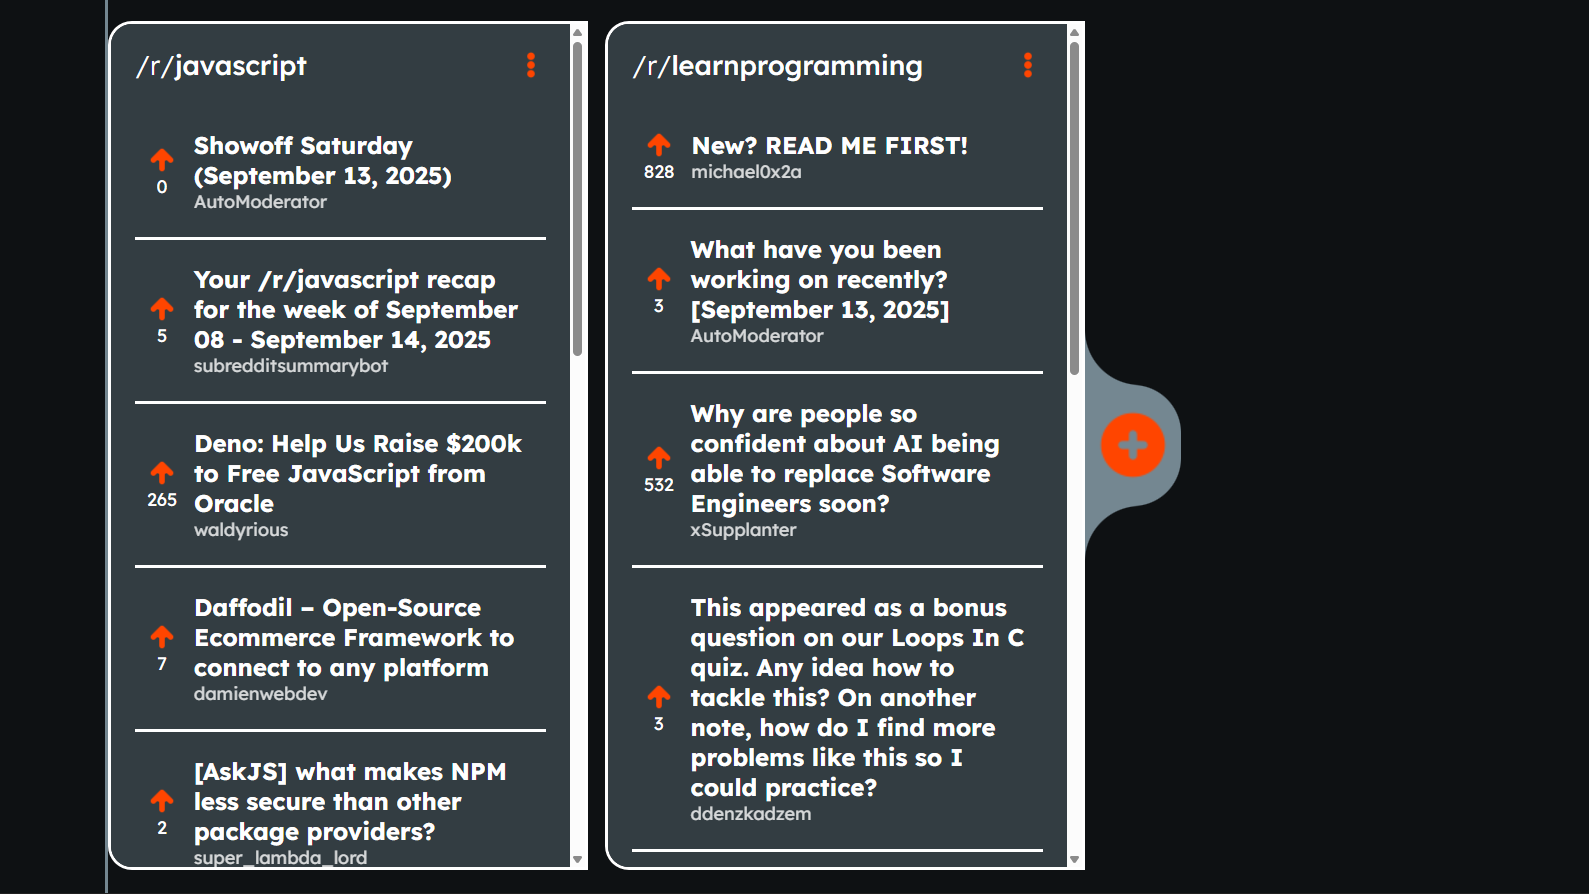 /r/javascript
0
Showoff Saturday
(September 13, 2025)
AutoModerator
5
Your /r/javascript recap
for the week of September
08 - September 14, 2025
subredditsummarybot
265
Deno: Help Us Raise $200k
to Free JavaScript from
Oracle
waldyrious
7
Daffodil – Open-Source
Ecommerce Framework to
connect to any platform
damienwebdev
2
[AskJS] what makes NPM
less secure than other
package providers?
super_lambda_lord
/r/learnprogramming
828
New? READ ME FIRST!
michael0x2a
3
What have you been
working on recently?
[September 13, 2025]
AutoModerator
532
Why are people so
confident about AI being
able to replace Software
Engineers soon?
xSupplanter
3
This appeared as a bonus
question on our Loops In C
quiz. Any idea how to
tackle this? On another
note, how do I find more
problems like this so I
could practice?
ddenzkadzem